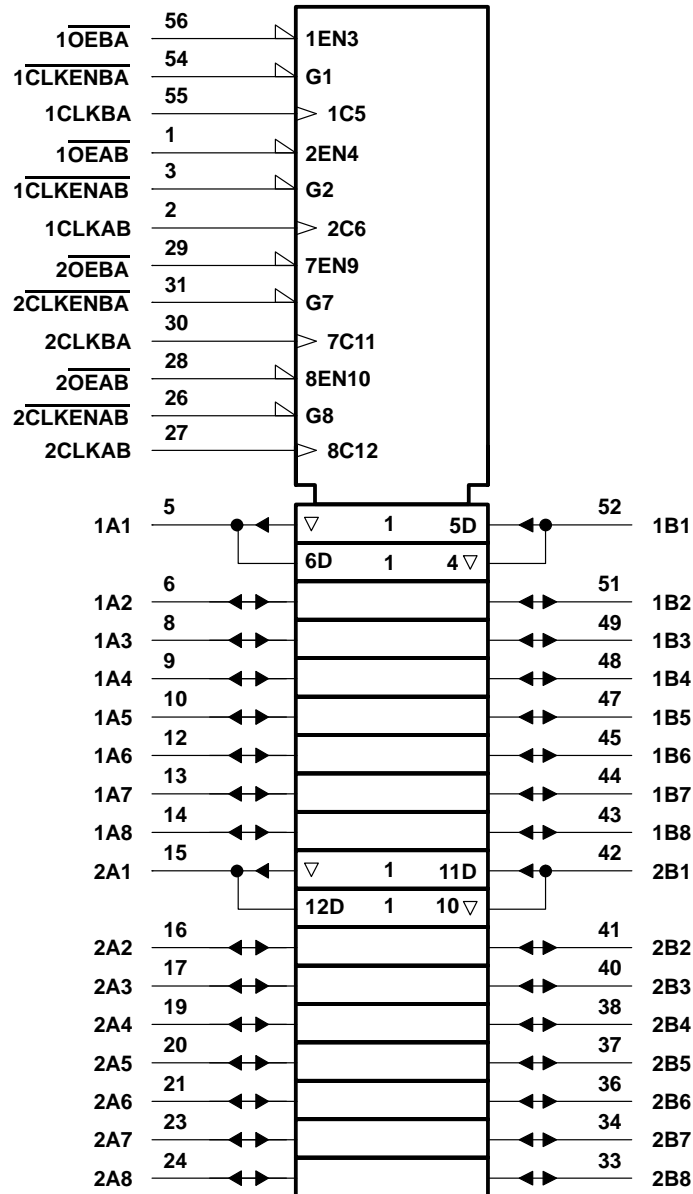 1OEBA 56 1EN3
1CLKENBA 54 G1
1CLKBA 55 1C5
1OEAB 1 2EN4
1CLKENAB 3 G2
1CLKAB 2 2C6
2OEBA 29 7EN9
2CLKENBA 31 G7
2CLKBA 30 7C11
2OEAB 28 8EN10
2CLKENAB 26 G8
2CLKAB 27 8C12
1A1 5 ▽ 1 5D 52 1B1
6D 1 4 ▽
1A2 6 51 1B2
1A3 8 49 1B3
1A4 9 48 1B4
1A5 10 47 1B5
1A6 12 45 1B6
1A7 13 44 1B7
1A8 14 43 1B8
2A1 15 ▽ 1 11D 42 2B1
12D 1 10 ▽
2A2 16 41 2B2
2A3 17 40 2B3
2A4 19 38 2B4
2A5 20 37 2B5
2A6 21 36 2B6
2A7 23 34 2B7
2A8 24 33 2B8